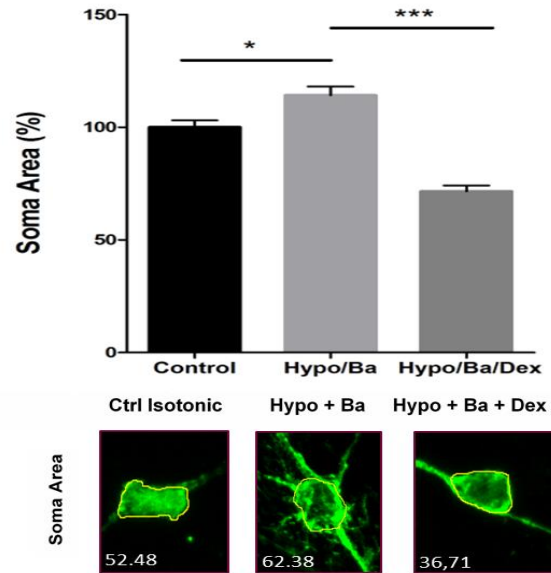 150
*
***
100
50
0
Soma Area (%)
Control
Hypo/Ba
Hypo/Ba/Dex
Ctrl Isotonic
Hypo + Ba
Hypo + Ba + Dex
Soma Area
52.48
62.38
36,71